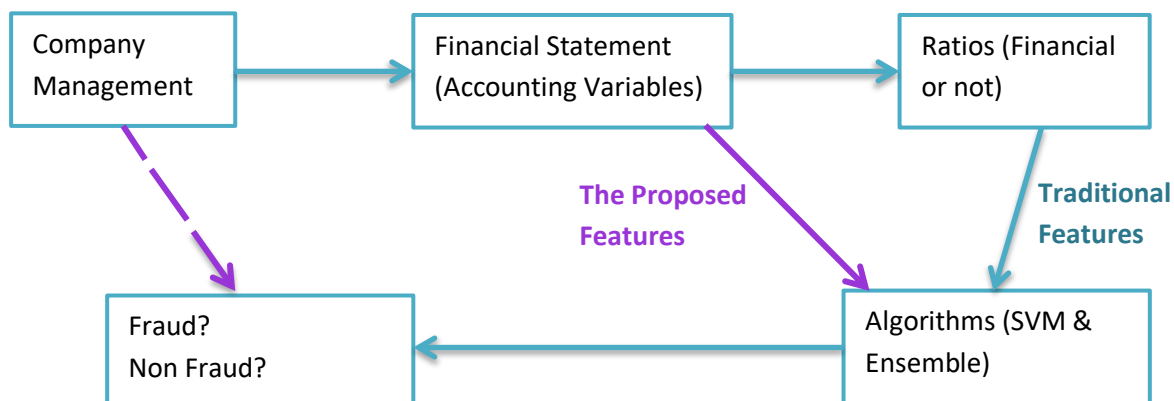 Company
Management
Financial Statement
(Accounting Variables)
Ratios (Financial
or not)
The Proposed
Features
Traditional
Features
Fraud?
Non Fraud?
Algorithms (SVM &
Ensemble)